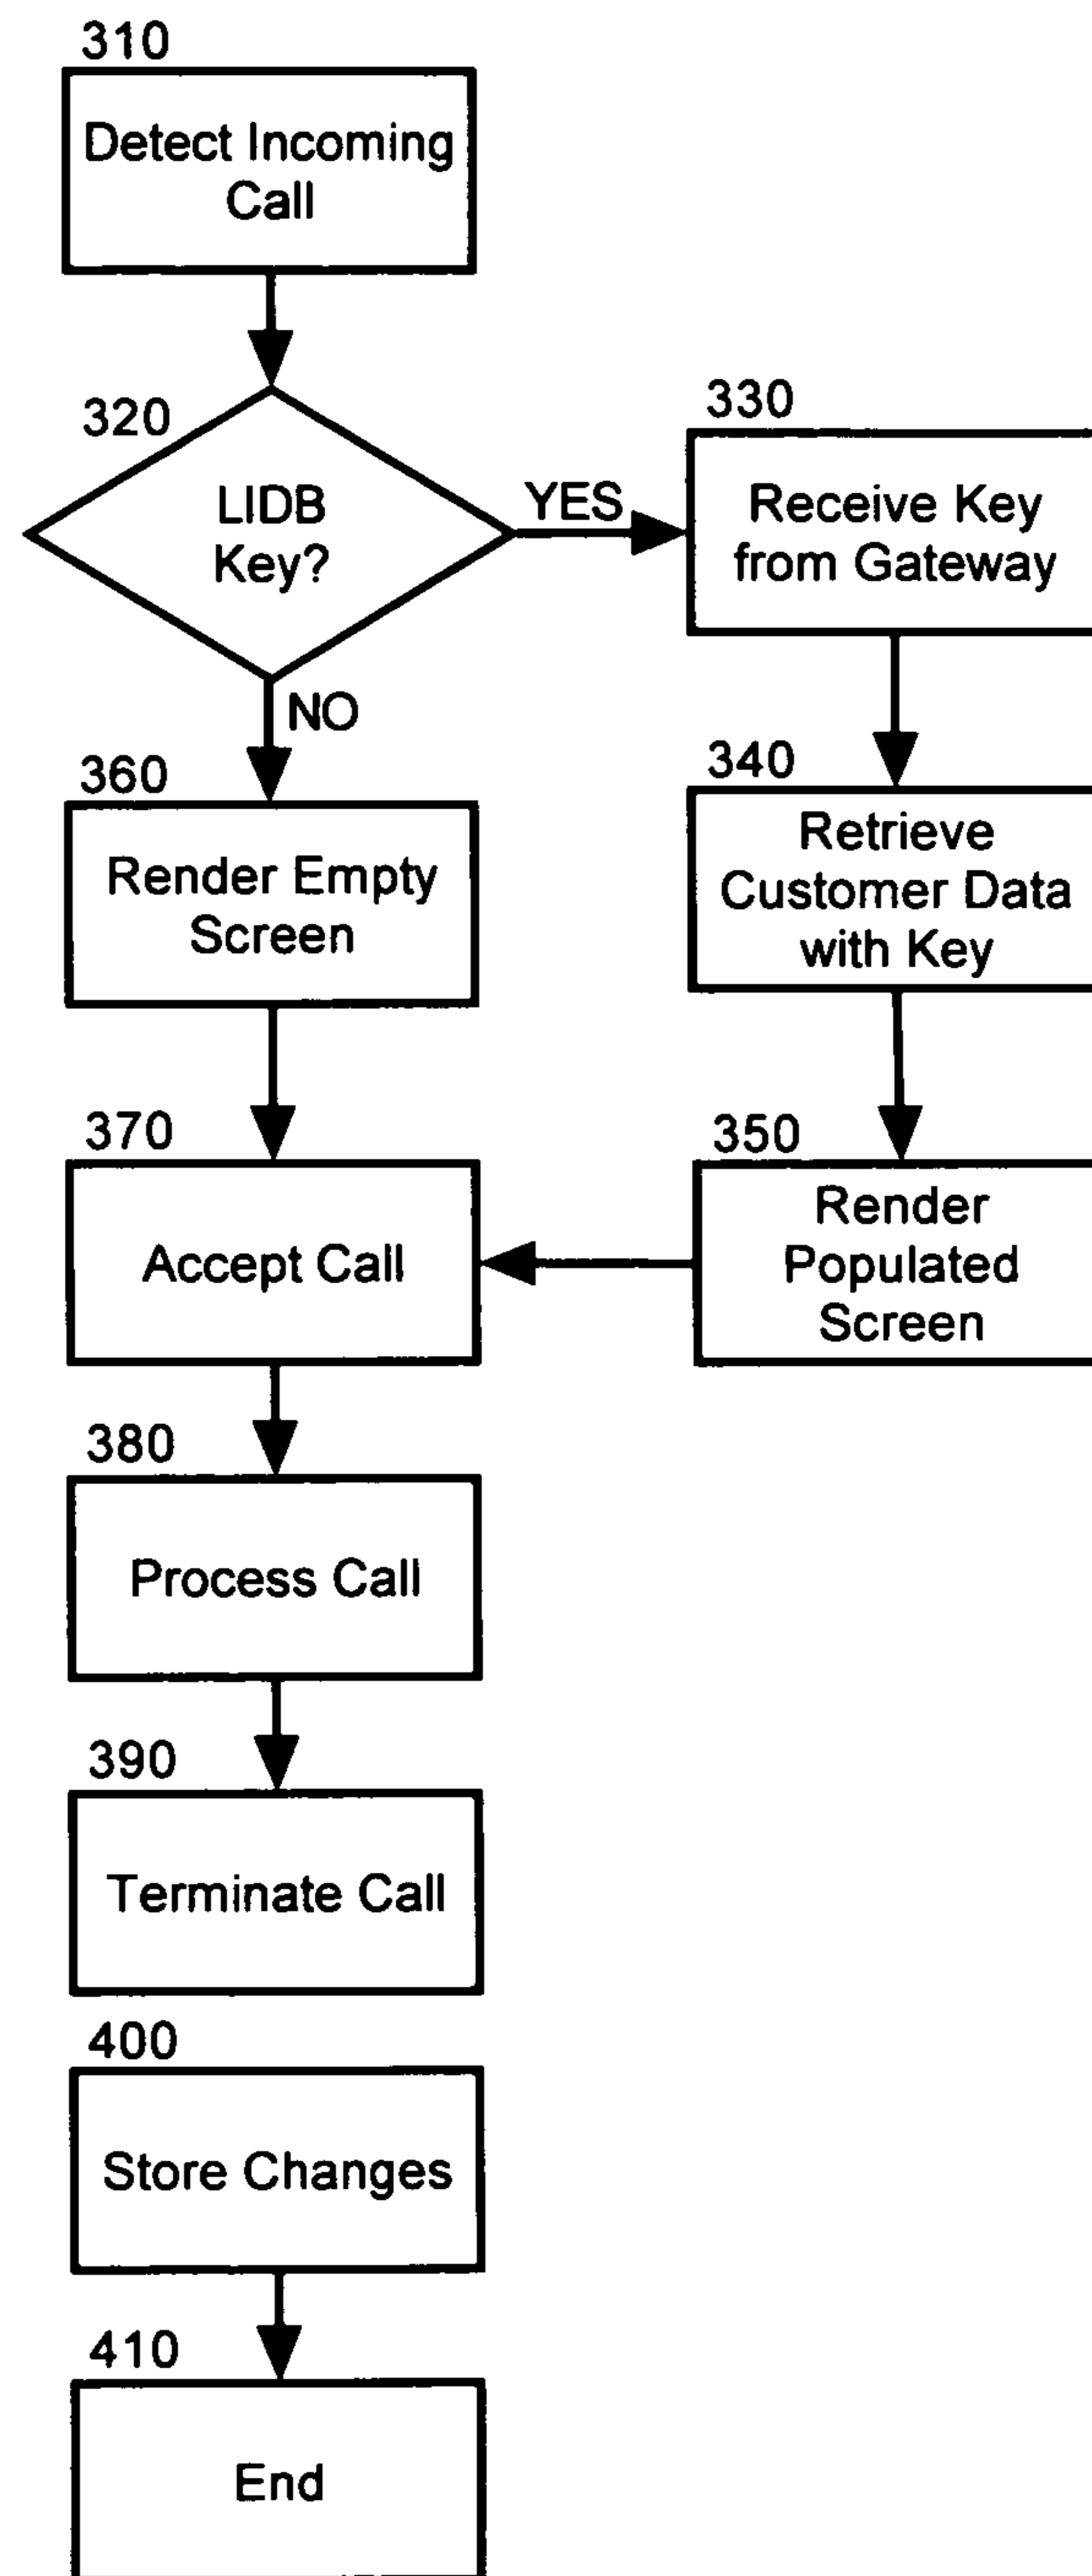 310
Detect Incoming
Call
320
LIDB
Key?
YES
NO
330
Receive Key
from Gateway
340
Retrieve
Customer Data
with Key
350
Render
Populated
Screen
360
Render Empty
Screen
370
Accept Call
380
Process Call
390
Terminate Call
400
Store Changes
410
End